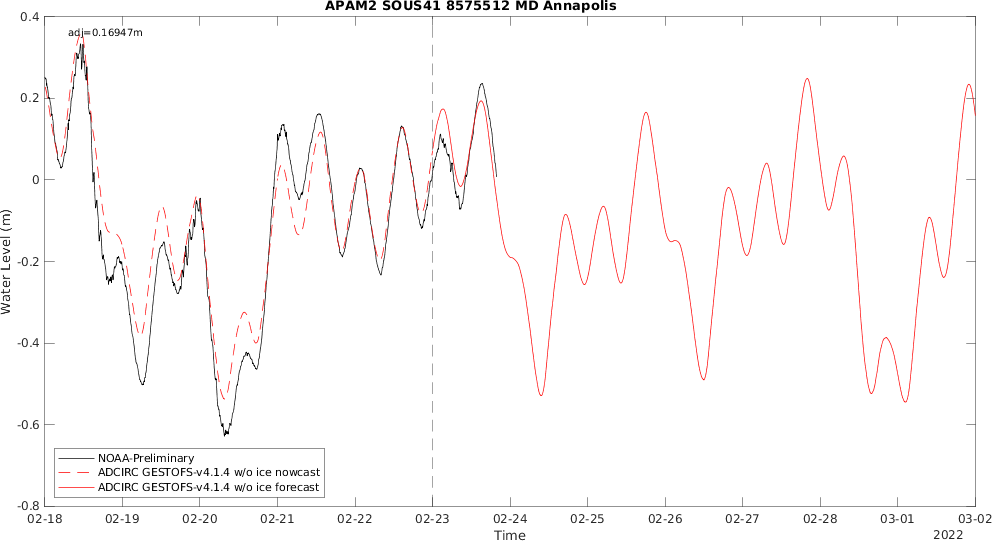 APAM2 SOUS41 8575512 MD Annapolis
adj=0.16947m
0.4
0.2
0
-0.2
-0.4
-0.6
-0.8
Water Level (m)
NOAA-Preliminary
ADCIRC GESTOFS-v4.1.4 w/o ice nowcast
ADCIRC GESTOFS-v4.1.4 w/o ice forecast
02-18 02-19 02-20 02-21 02-22 02-23 02-24 02-25 02-26 02-27 02-28 03-01 03-02
Time
2022